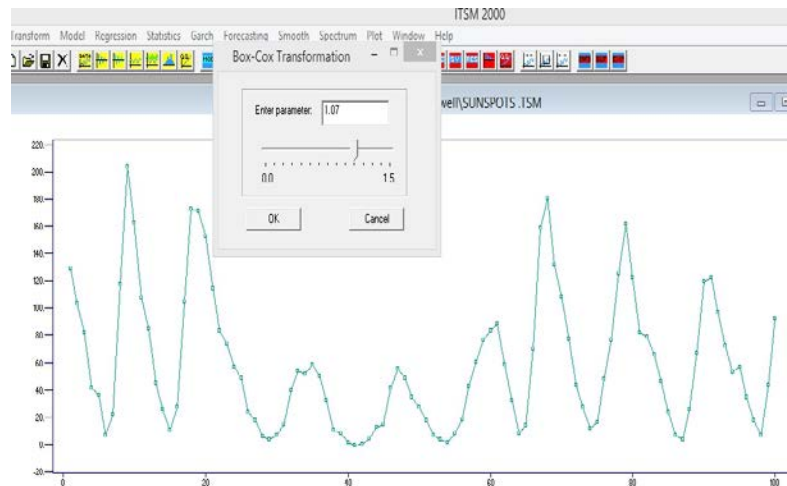 ITSM 2000
Transform Model Regression Statistics Garch Forecasting Smooth Spectrum Plot Window Help
Box-Cox Transformation
Enter parameter: 1.07
0.0 1.5
OK Cancel
well\SUNSPOTS .TSM
220.
200.
180.
160.
140.
120.
100.
80.
60.
40.
20.
0.
-20.
0 20 40 60 80 100